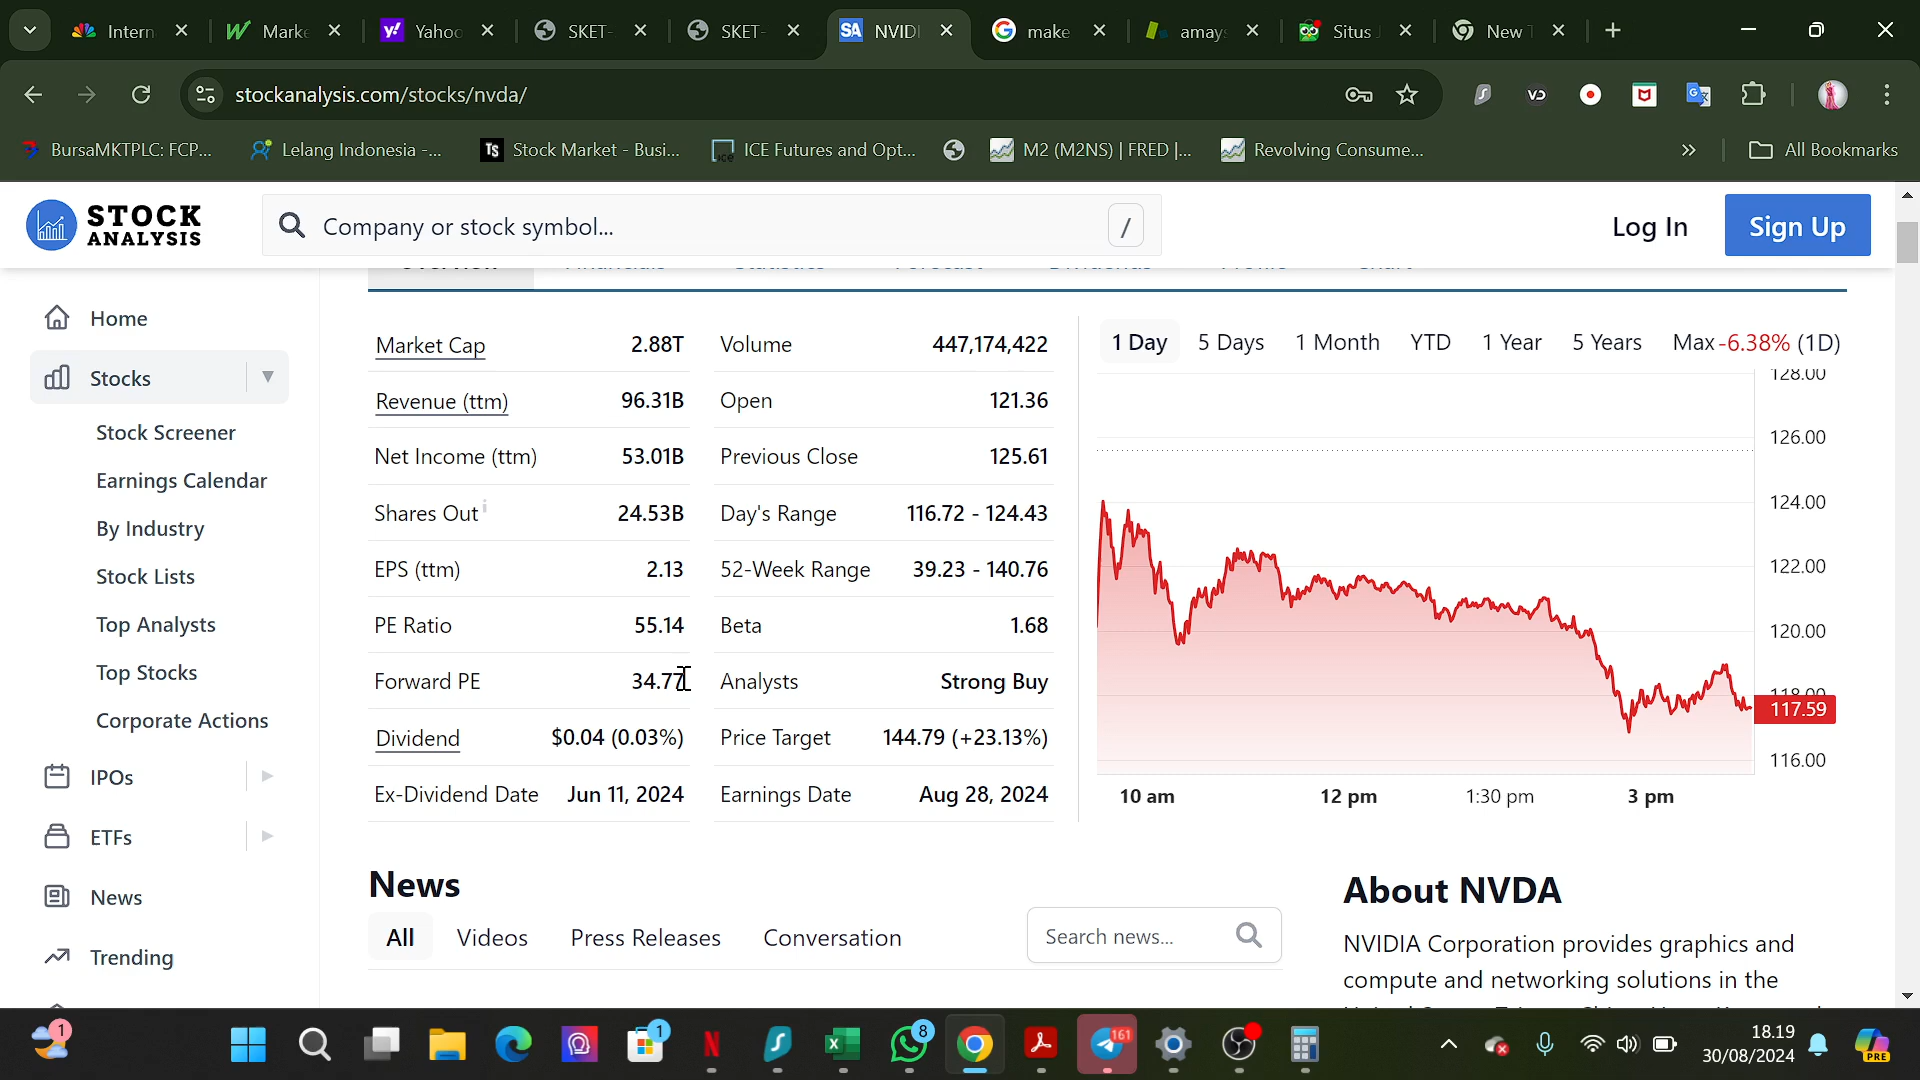 Intern
Marke
Yahoo
SKET-
SKET-
NVIDI
make
amays
Situs J
New T
stockanalysis.com/stocks/nvda/
BursaMKTPLC: FCP...
Lelang Indonesia -...
Stock Market - Busi...
ICE Futures and Opt...
M2 (M2NS) | FRED |...
Revolving Consume...
All Bookmarks
STOCK
ANALYSIS
Company or stock symbol...
/
Log In
Sign Up
Home
Stocks
Stock Screener
Earnings Calendar
By Industry
Stock Lists
Top Analysts
Top Stocks
Corporate Actions
IPOs
ETFs
News
Trending
Market Cap 2.88T
Revenue (ttm) 96.31B
Net Income (ttm) 53.01B
Shares Out 24.53B
EPS (ttm) 2.13
PE Ratio 55.14
Forward PE 34.77
Dividend $0.04 (0.03%)
Ex-Dividend Date Jun 11, 2024
Volume 447,174,422
Open 121.36
Previous Close 125.61
Day's Range 116.72 - 124.43
52-Week Range 39.23 - 140.76
Beta 1.68
Analysts Strong Buy
Price Target 144.79 (+23.13%)
Earnings Date Aug 28, 2024
1 Day 5 Days 1 Month YTD 1 Year 5 Years Max -6.38% (1D)
128.00
126.00
124.00
122.00
120.00
118.00
117.59
116.00
10 am 12 pm 1:30 pm 3 pm
News
All Videos Press Releases Conversation
Search news...
About NVDA
NVIDIA Corporation provides graphics and
compute and networking solutions in the
1
1
8
161
18.19
30/08/2024
PRE